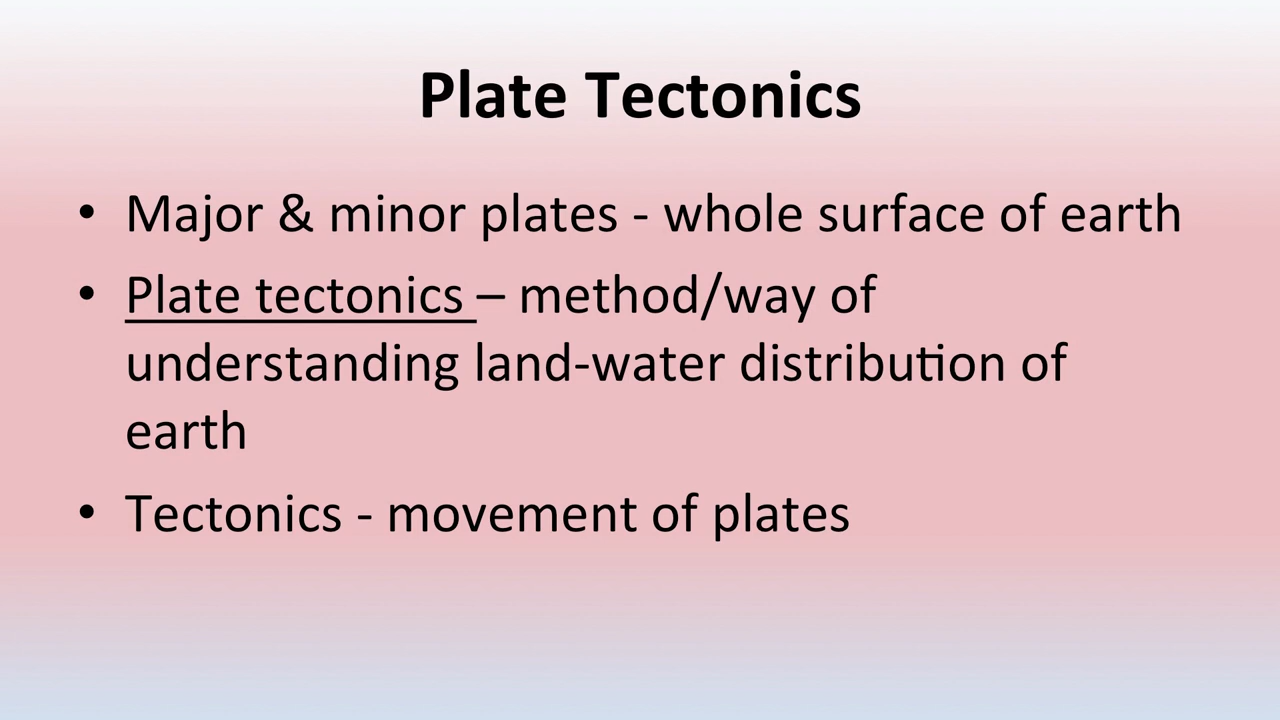 Plate Tectonics
• Major & minor plates - whole surface of earth
• Plate tectonics – method/way of
understanding land-water distribution of
earth
• Tectonics - movement of plates